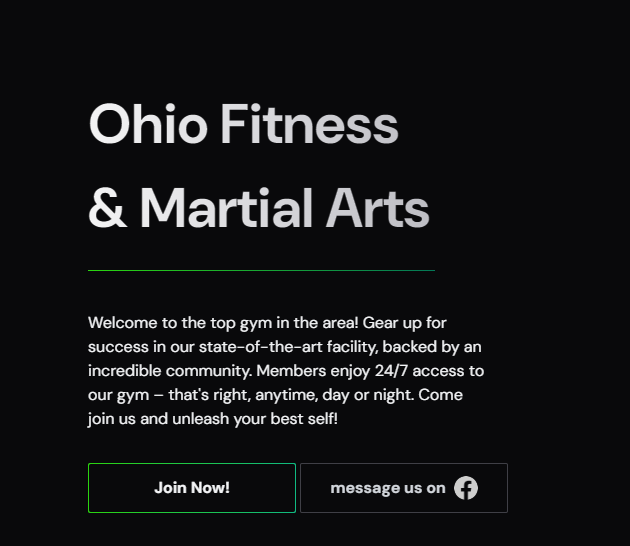 Ohio Fitness
& Martial Arts
Welcome to the top gym in the area! Gear up for
success in our state-of-the-art facility, backed by an
incredible community. Members enjoy 24/7 access to
our gym – that's right, anytime, day or night. Come
join us and unleash your best self!
Join Now!
message us on